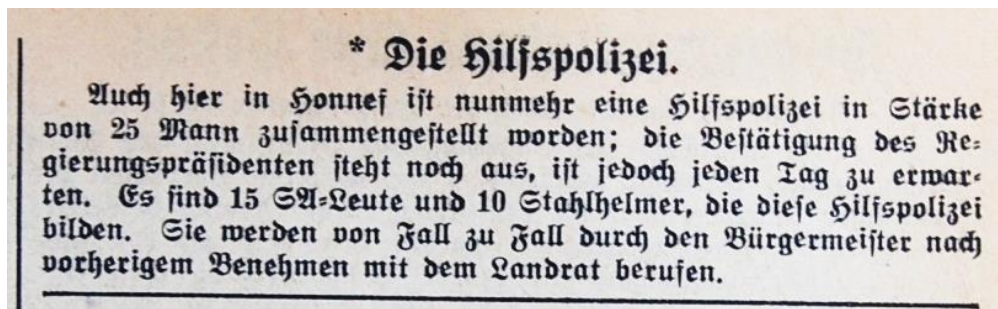 * Die Hilfspolizei.
Auch hier in Honnef ist nunmehr eine Hilfspolizei in Stärke
von 25 Mann zusammengestellt worden; die Bestätigung des Re-
gierungspräsidenten steht noch aus, ist jedoch jeden Tag zu erwar-
ten. Es sind 15 SA-Leute und 10 Stahlhelmer, die diese Hilfspolizei
bilden. Sie werden von Fall zu Fall durch den Bürgermeister nach
vorherigem Benehmen mit dem Landrat berufen.